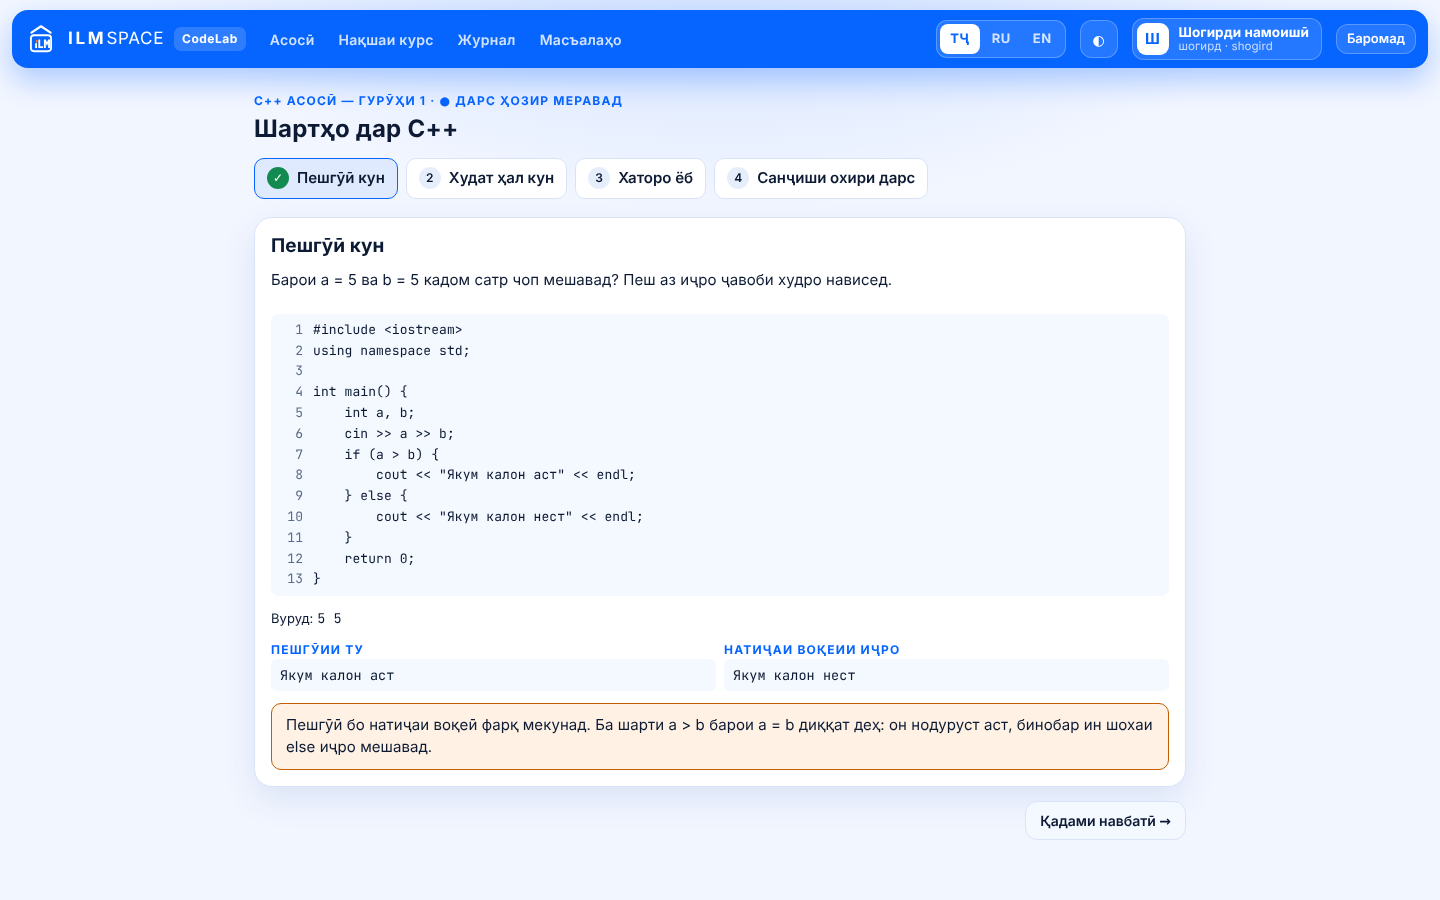 ILMSPACE CodeLab Асосӣ Нақшаи курс Журнал Масъалаҳо ТҶ RU EN Ш Шогирди намоишӣ Баромад
шогирд · shogird
C++ АСОСӢ — ГУРӮҲИ 1 · ● ДАРС ҲОЗИР МЕРАВАД
Шартҳо дар C++
✓ Пешгӯӣ кун 2 Худат ҳал кун 3 Хаторо ёб 4 Санҷиши охири дарс
Пешгӯӣ кун
Барои a = 5 ва b = 5 кадом сатр чоп мешавад? Пеш аз иҷро ҷавоби худро нависед.
1 #include <iostream>
2 using namespace std;
3
4 int main() {
5     int a, b;
6     cin >> a >> b;
7     if (a > b) {
8         cout << "Якум калон аст" << endl;
9     } else {
10         cout << "Якум калон нест" << endl;
11     }
12     return 0;
13 }
Вуруд: 5 5
ПЕШГӮИИ ТУ НАТИҶАИ ВОҚЕИИ ИҶРО
Якум калон аст Якум калон нест
Пешгӯӣ бо натиҷаи воқеӣ фарқ мекунад. Ба шарти a > b барои a = b диққат деҳ: он нодуруст аст, бинобар ин шохаи
else иҷро мешавад.
Қадами навбатӣ →